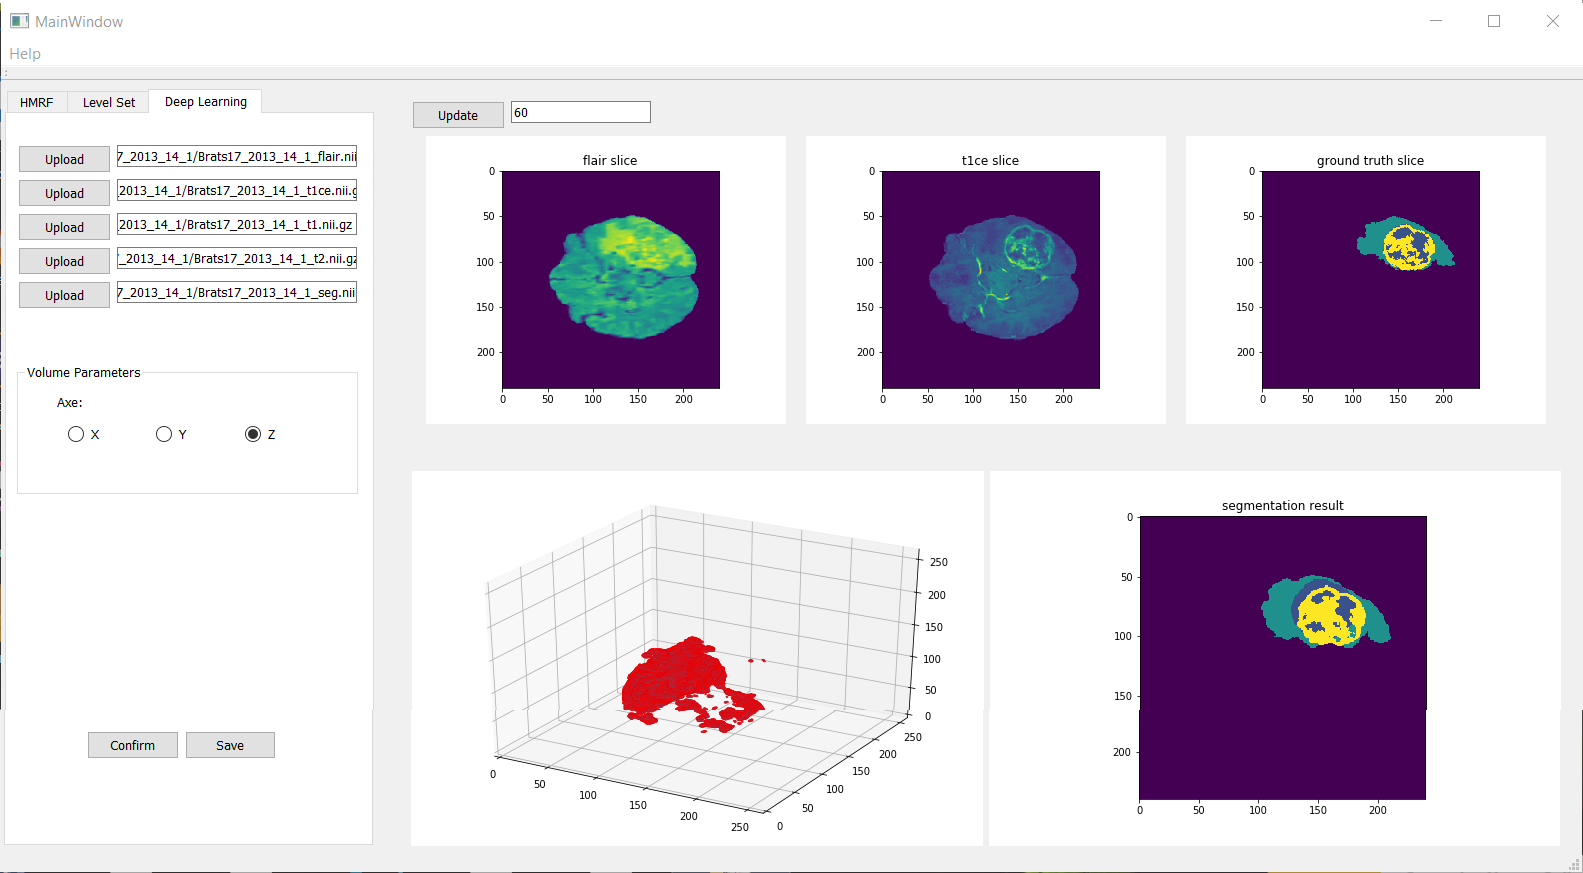 MainWindow
Help
HMRF
Level Set
Deep Learning
Upload
7_2013_14_1/Brats17_2013_14_1_flair.nii
Upload
2013_14_1/Brats17_2013_14_1_t1ce.nii.g
Upload
2013_14_1/Brats17_2013_14_1_t1.nii.gz
Upload
_2013_14_1/Brats17_2013_14_1_t2.nii.gz
Upload
7_2013_14_1/Brats17_2013_14_1_seg.nii
Volume Parameters
Axe:
X
Y
Z
Confirm
Save
Update
60
flair slice
0
50
100
150
200
0 50 100 150 200
t1ce slice
0
50
100
150
200
0 50 100 150 200
ground truth slice
0
50
100
150
200
0 50 100 150 200
250
200
150
100
50
0
0 50 100 150 200 250
0 50 100 150 200 250
segmentation result
0
50
100
150
200
0 50 100 150 200